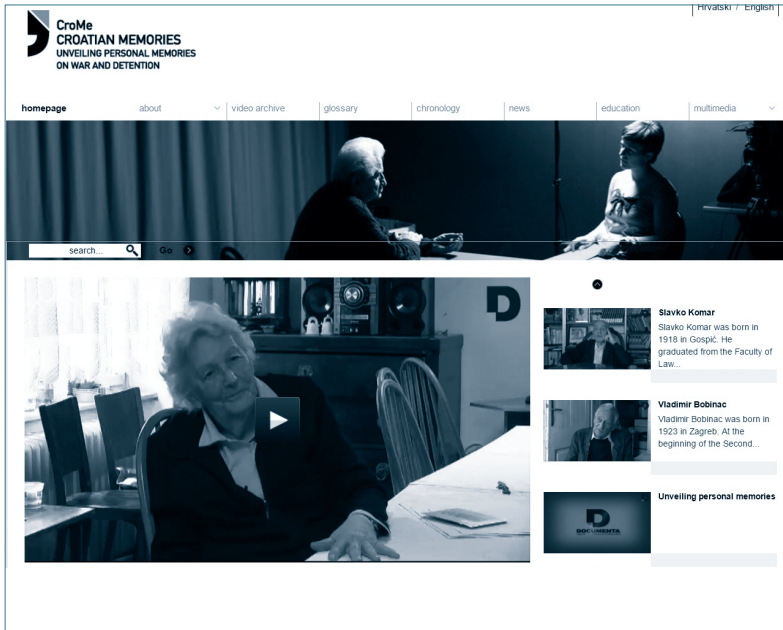 Hrvatski / English
CroMe
CROATIAN MEMORIES
UNVEILING PERSONAL MEMORIES
ON WAR AND DETENTION
homepage about video archive glossary chronology news education multimedia
search... Go
D
Slavko Komar
Slavko Komar was born in
1918 in Gospić. He
graduated from the Faculty of
Law...
Vladimir Bobinac
Vladimir Bobinac was born in
1923 in Zagreb. At the
beginning of the Second...
Unveiling personal memories
D
DOCUMENTA